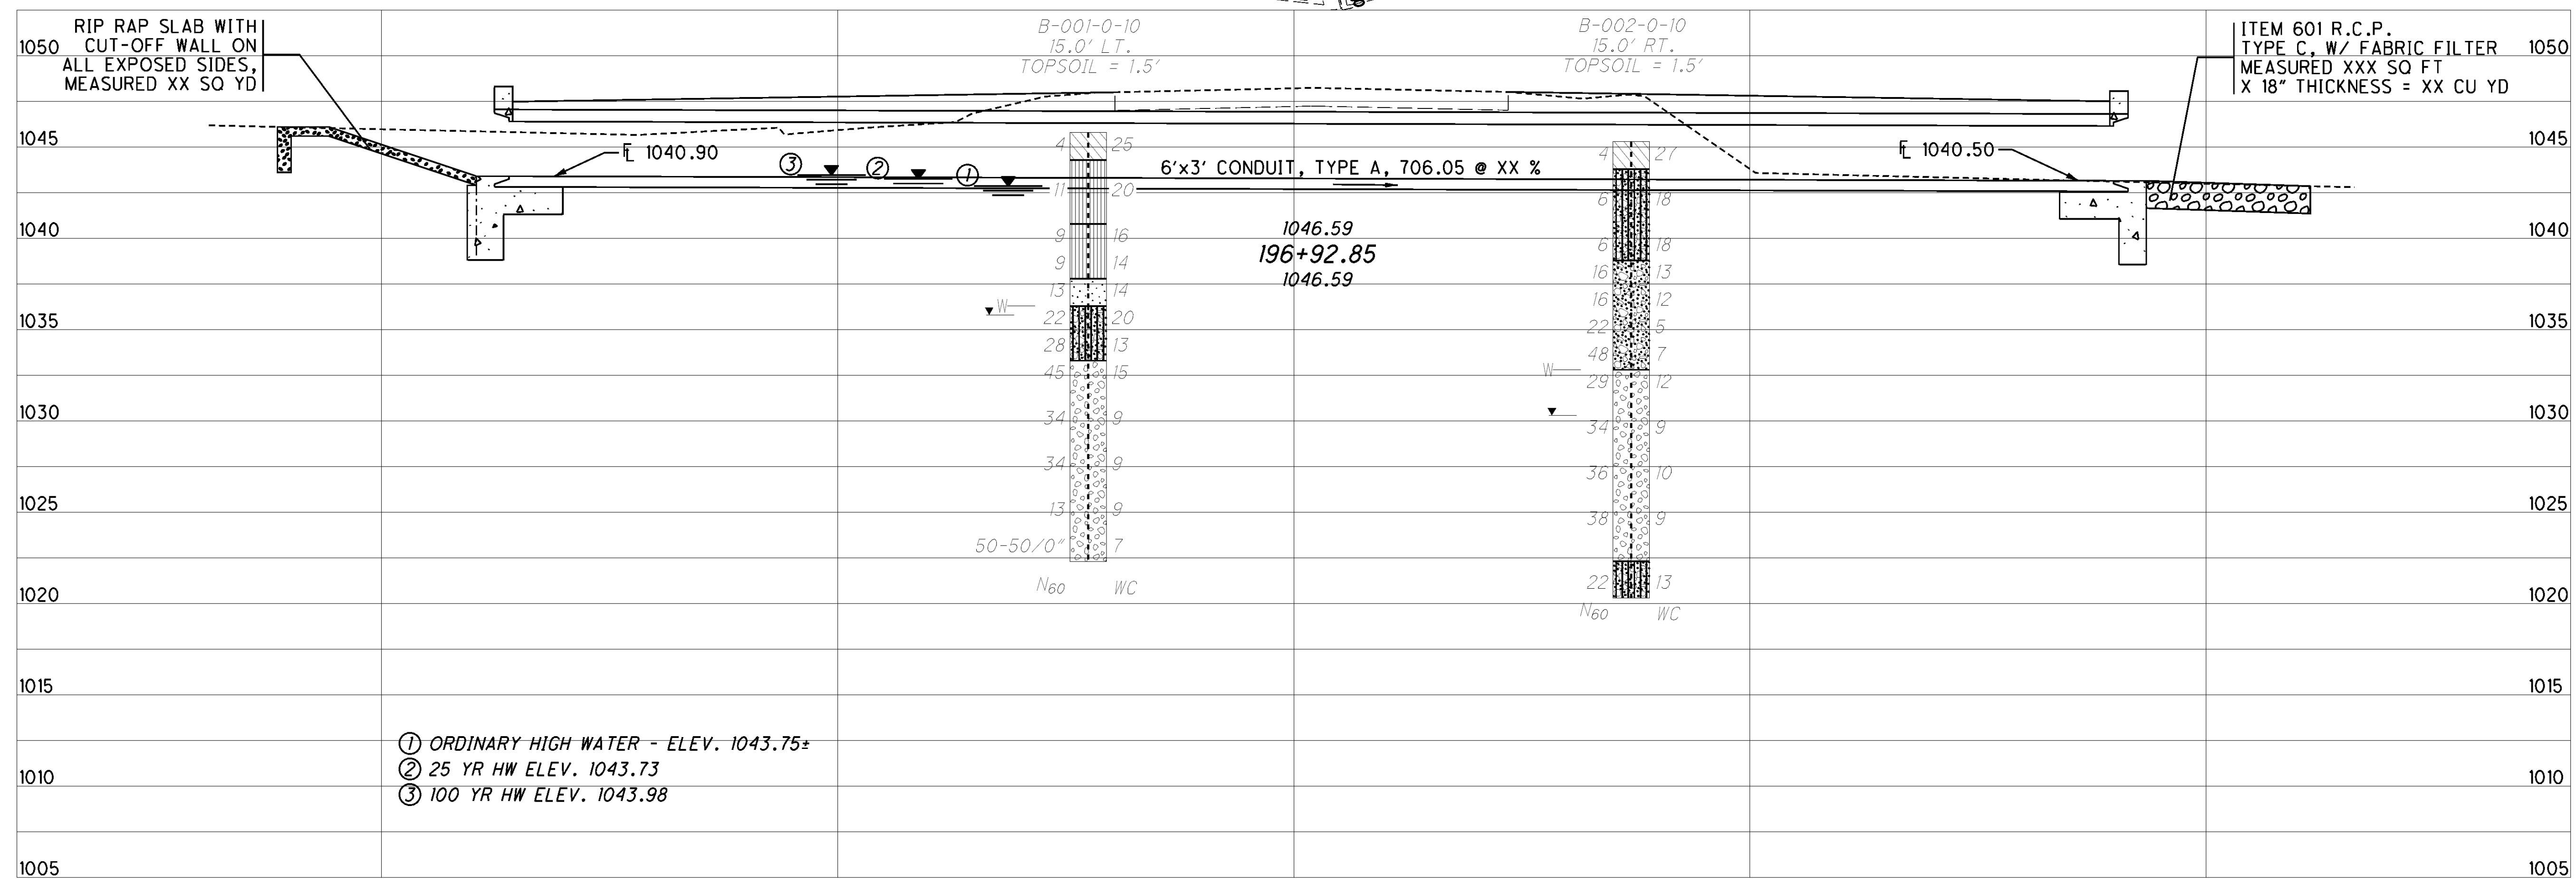 RIP RAP SLAB WITH
CUT-OFF WALL ON
ALL EXPOSED SIDES,
MEASURED XX SQ YD
B-001-0-10
15.0' LT.
TOPSOIL = 1.5'
B-002-0-10
15.0' RT.
TOPSOIL = 1.5'
ITEM 601 R.C.P.
TYPE C, W/ FABRIC FILTER
MEASURED XXX SQ FT
X 18" THICKNESS = XX CU YD
1050 1050
1045 1045
1040 1040
1035 1035
1030 1030
1025 1025
1020 1020
1015 1015
1010 1010
1005 1005
℄ 1040.90
③ ② ①
6'x3' CONDUIT, TYPE A, 706.05 @ XX %
℄ 1040.50
1046.59
196+92.85
1046.59
4 25
11 20
9 16
9 14
13 14
W
22 20
28 13
45 15
34 9
34 9
13 9
50-50/0" 7
N60 WC
4 27
6 18
6 18
16 13
16 12
22 5
48 7
W
29 12
34 9
36 10
38 9
22 13
N60 WC
① ORDINARY HIGH WATER - ELEV. 1043.75±
② 25 YR HW ELEV. 1043.73
③ 100 YR HW ELEV. 1043.98